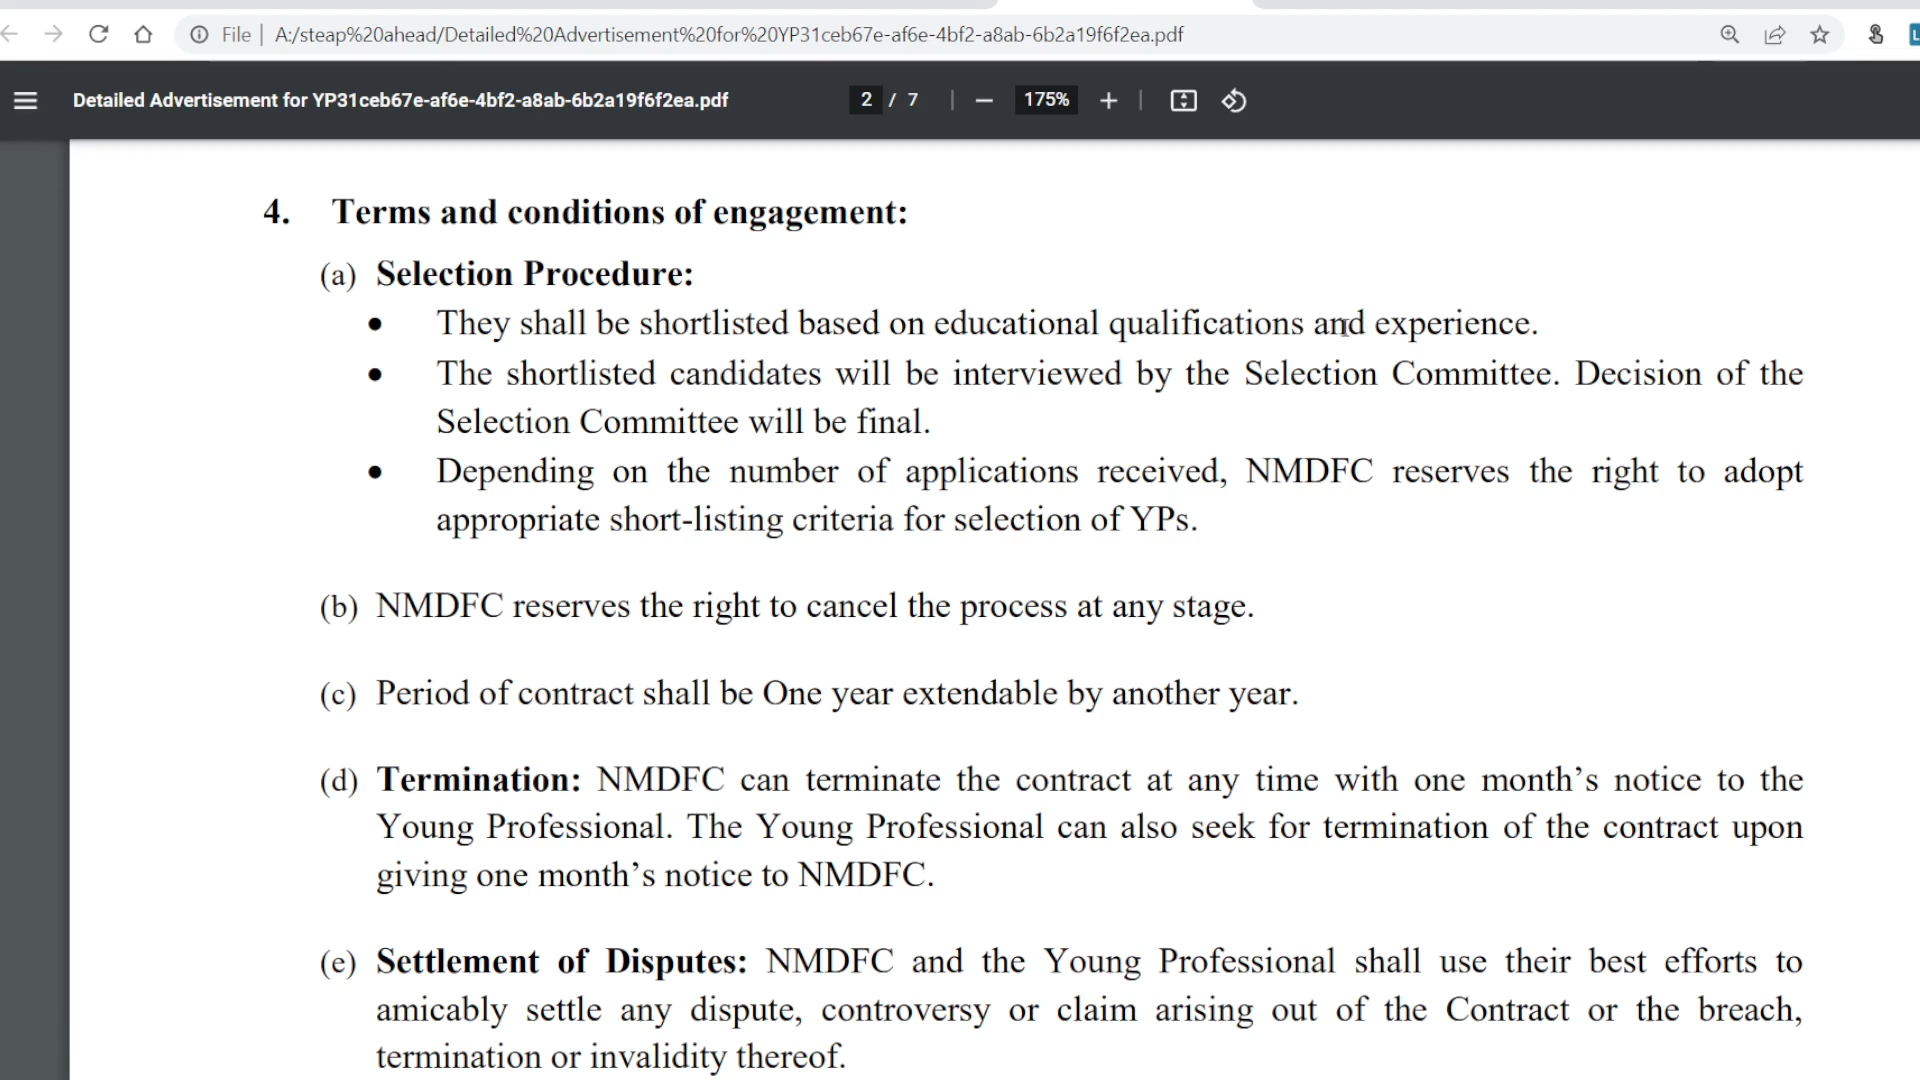 File | A:/steap%20ahead/Detailed%20Advertisement%20for%20YP31ceb67e-af6e-4bf2-a8ab-6b2a19f6f2ea.pdf
Detailed Advertisement for YP31ceb67e-af6e-4bf2-a8ab-6b2a19f6f2ea.pdf 2 / 7 | — 175% + |
4. Terms and conditions of engagement:
(a) Selection Procedure:
• They shall be shortlisted based on educational qualifications and experience.
• The shortlisted candidates will be interviewed by the Selection Committee. Decision of the
Selection Committee will be final.
• Depending on the number of applications received, NMDFC reserves the right to adopt
appropriate short-listing criteria for selection of YPs.
(b) NMDFC reserves the right to cancel the process at any stage.
(c) Period of contract shall be One year extendable by another year.
(d) Termination: NMDFC can terminate the contract at any time with one month’s notice to the
Young Professional. The Young Professional can also seek for termination of the contract upon
giving one month’s notice to NMDFC.
(e) Settlement of Disputes: NMDFC and the Young Professional shall use their best efforts to
amicably settle any dispute, controversy or claim arising out of the Contract or the breach,
termination or invalidity thereof.